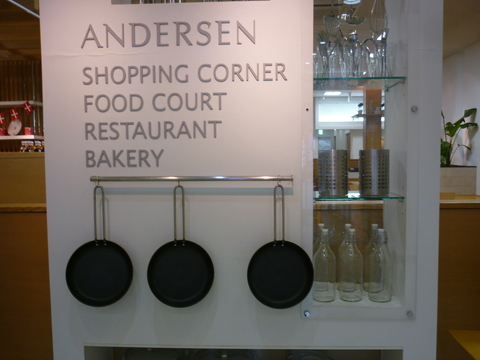 ANDERSEN
SHOPPING CORNER
FOOD COURT
RESTAURANT
BAKERY